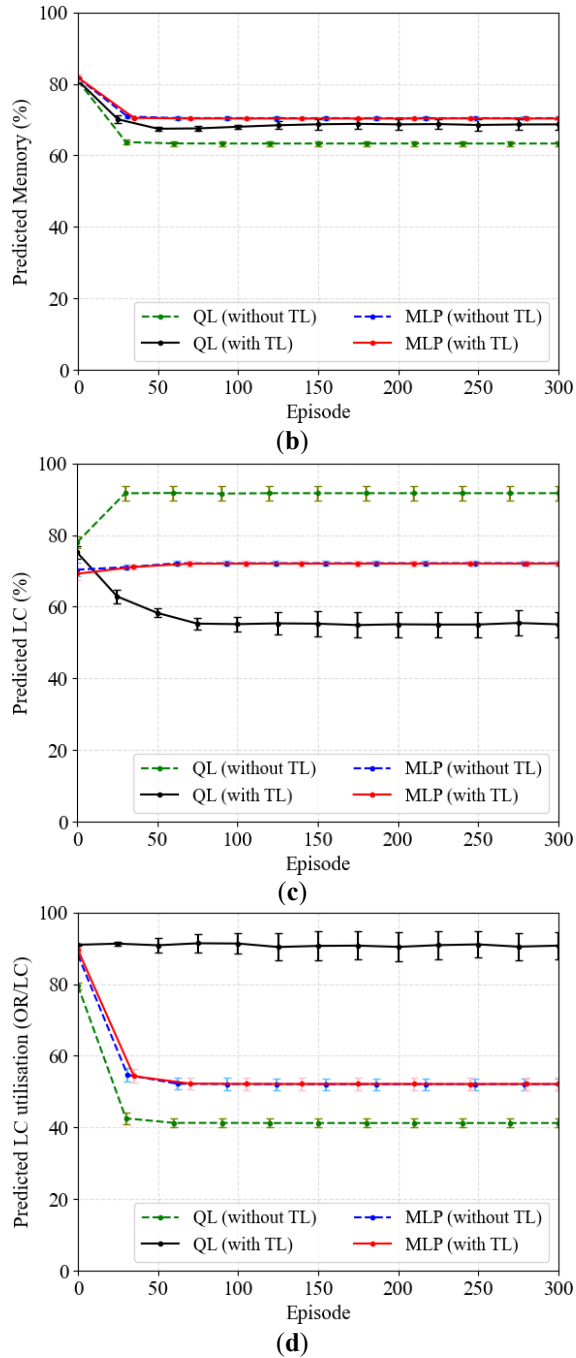 100
80
60
40
20
0
Predicted Memory (%)
QL (without TL)
MLP (without TL)
QL (with TL)
MLP (with TL)
0 50 100 150 200 250 300
Episode
(b)
100
80
60
40
20
0
Predicted LC (%)
QL (without TL)
MLP (without TL)
QL (with TL)
MLP (with TL)
0 50 100 150 200 250 300
Episode
(c)
100
80
60
40
20
0
Predicted LC utilisation (OR/LC)
QL (without TL)
MLP (without TL)
QL (with TL)
MLP (with TL)
0 50 100 150 200 250 300
Episode
(d)